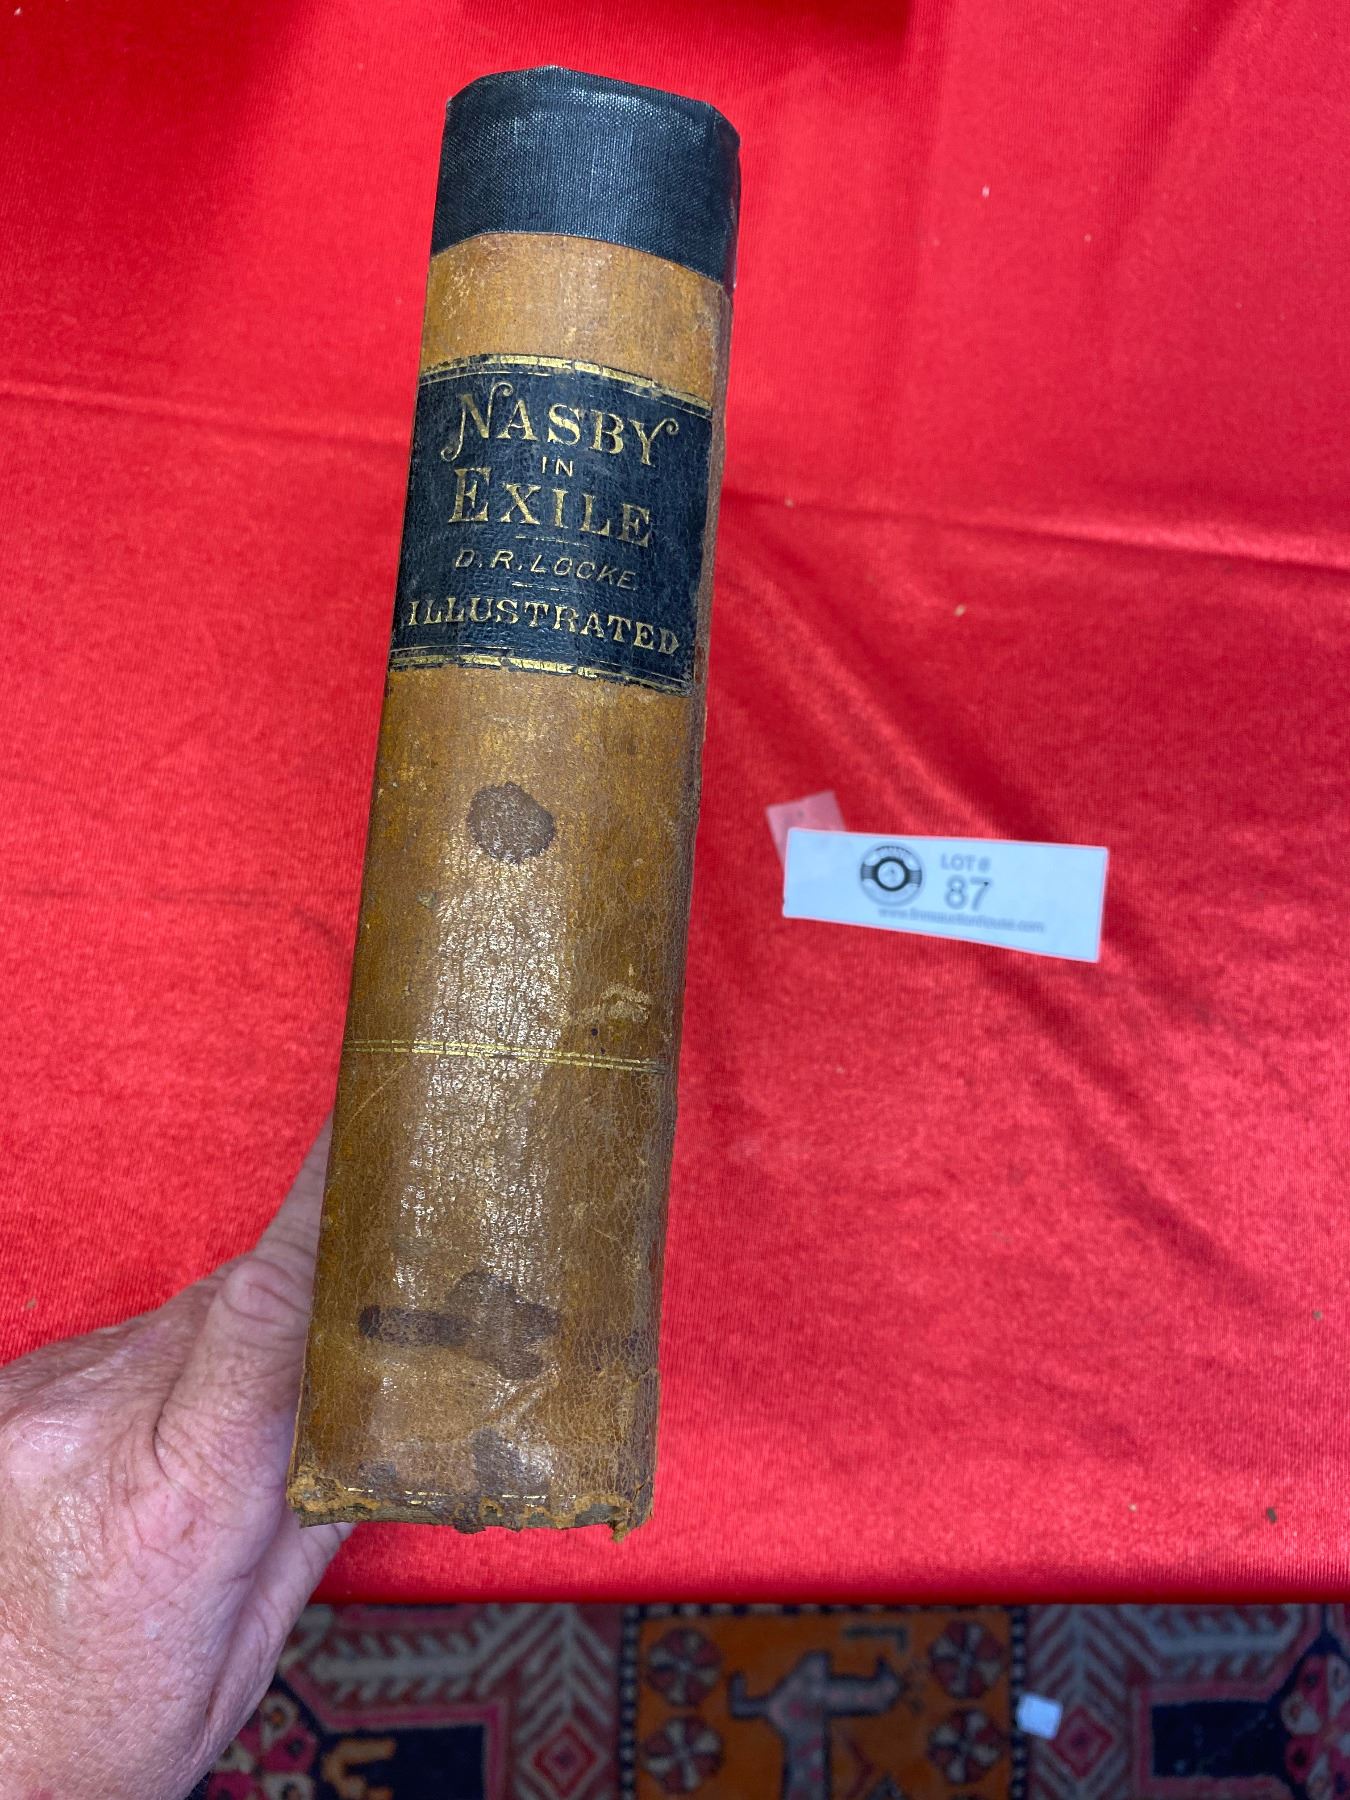 NASBY
IN
EXILE
D. R. LOCKE
ILLUSTRATED
LOT #
87